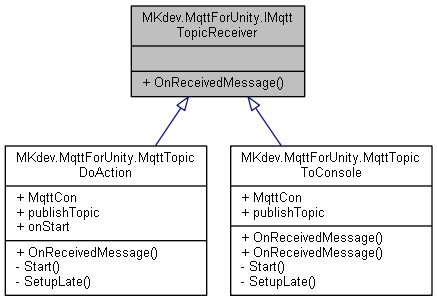 MKdev.MqttForUnity.IMqtt
TopicReceiver
+ OnReceivedMessage()
MKdev.MqttForUnity.MqttTopic
DoAction
+ MqttCon
+ publishTopic
+ onStart
+ OnReceivedMessage()
- Start()
- SetupLate()
MKdev.MqttForUnity.MqttTopic
ToConsole
+ MqttCon
+ publishTopic
+ OnReceivedMessage()
+ OnReceivedMessage()
- Start()
- SetupLate()